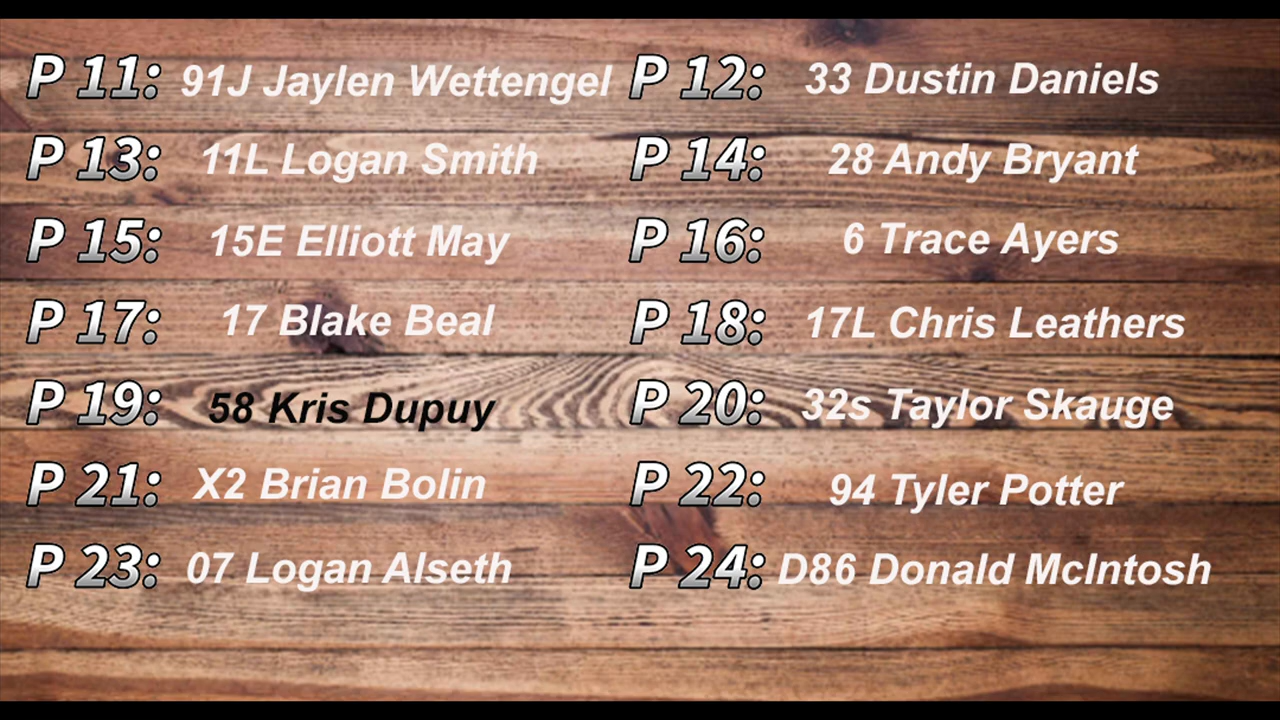 P 11: 91J Jaylen Wettengel P 12: 33 Dustin Daniels
P 13: 11L Logan Smith P 14: 28 Andy Bryant
P 15: 15E Elliott May P 16: 6 Trace Ayers
P 17: 17 Blake Beal P 18: 17L Chris Leathers
P 19: 58 Kris Dupuy P 20: 32s Taylor Skauge
P 21: X2 Brian Bolin P 22: 94 Tyler Potter
P 23: 07 Logan Alseth P 24: D86 Donald McIntosh